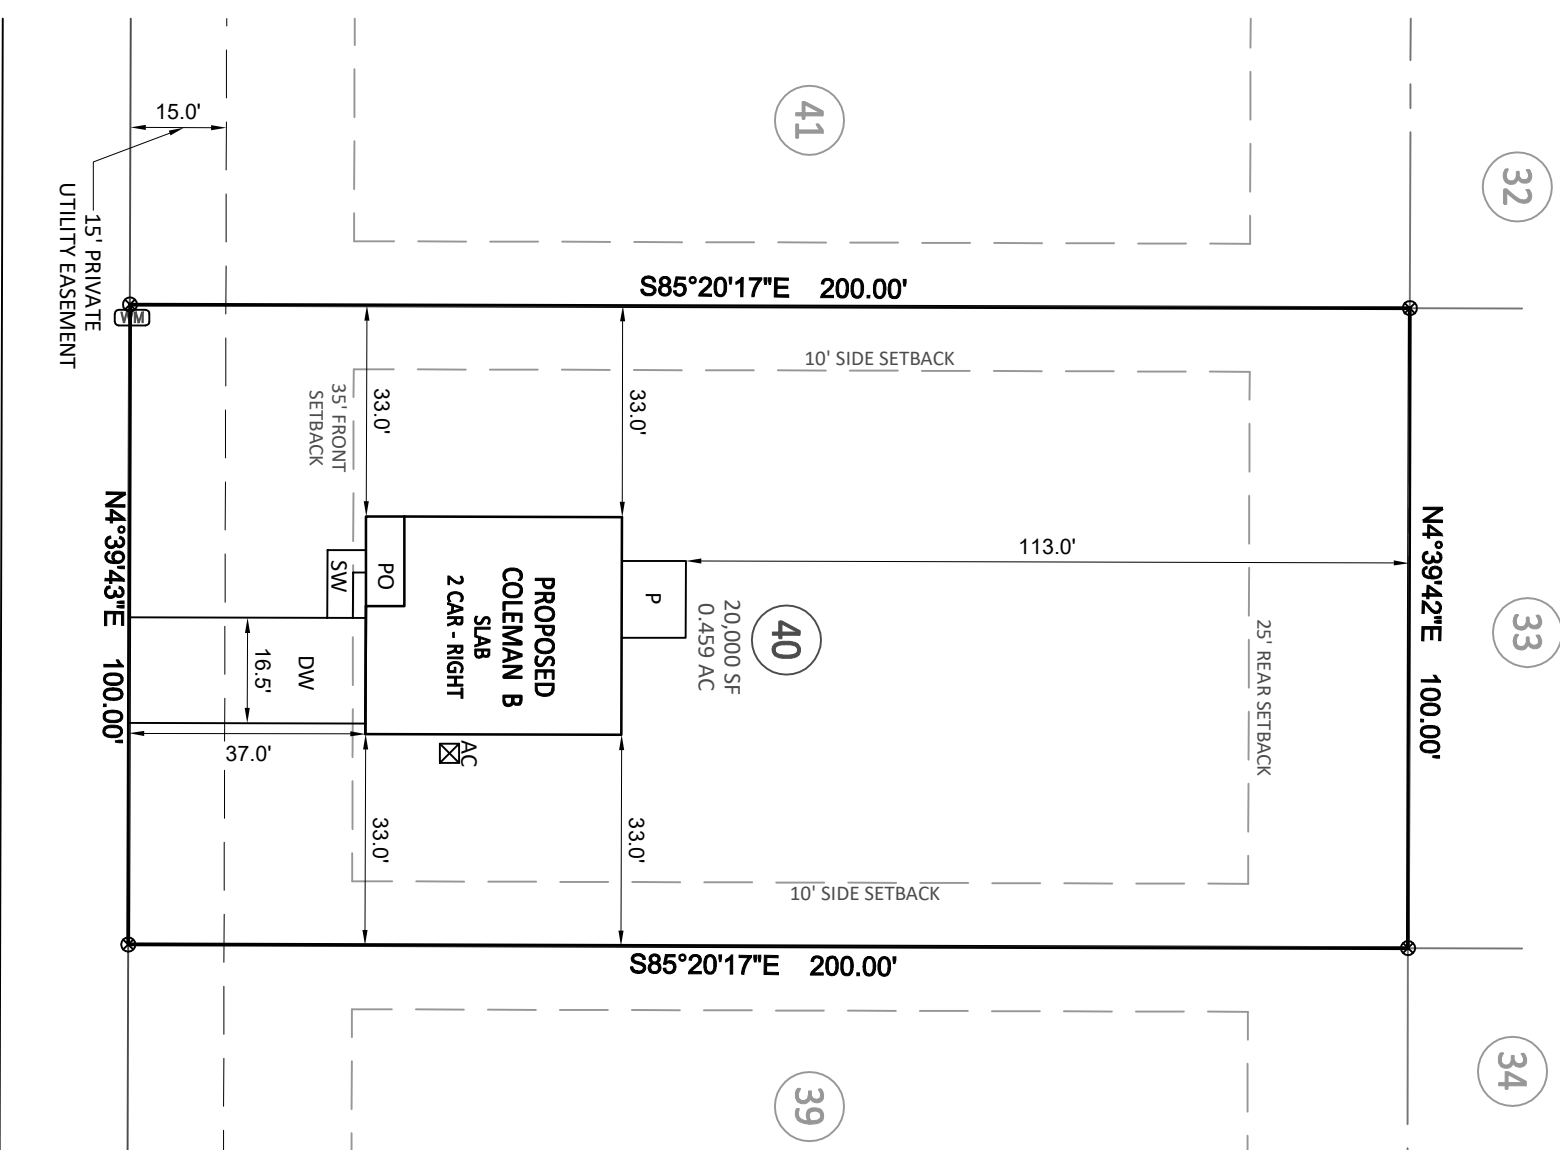 41
32
15.0'
15' PRIVATE
UTILITY EASEMENT
S85°20'17"E 200.00'
WM
10' SIDE SETBACK
33.0'
33.0'
35' FRONT
SETBACK
N4°39'43"E 100.00'
N4°39'42"E 100.00'
113.0'
PROPOSED
COLEMAN B
SLAB
2 CAR - RIGHT
PO
SW
P
20,000 SF
0.459 AC
40
33
25' REAR SETBACK
DW
16.5'
37.0'
AC
33.0'
33.0'
10' SIDE SETBACK
S85°20'17"E 200.00'
39
34